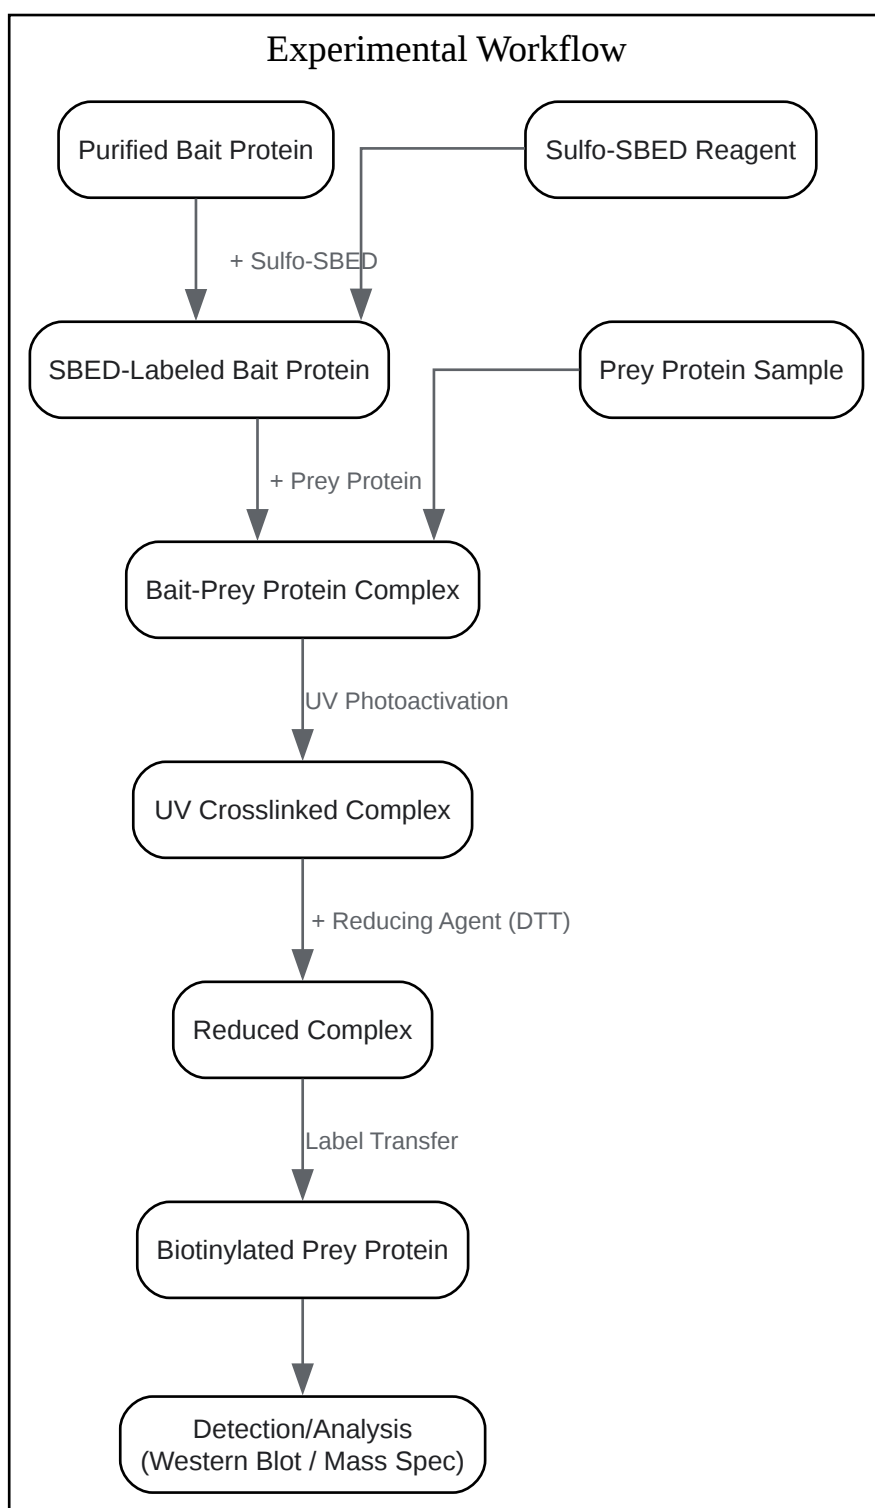 Experimental Workflow
Purified Bait Protein
Sulfo-SBED Reagent
+ Sulfo-SBED
SBED-Labeled Bait Protein
Prey Protein Sample
+ Prey Protein
Bait-Prey Protein Complex
UV Photoactivation
UV Crosslinked Complex
+ Reducing Agent (DTT)
Reduced Complex
Label Transfer
Biotinylated Prey Protein
Detection/Analysis
(Western Blot / Mass Spec)